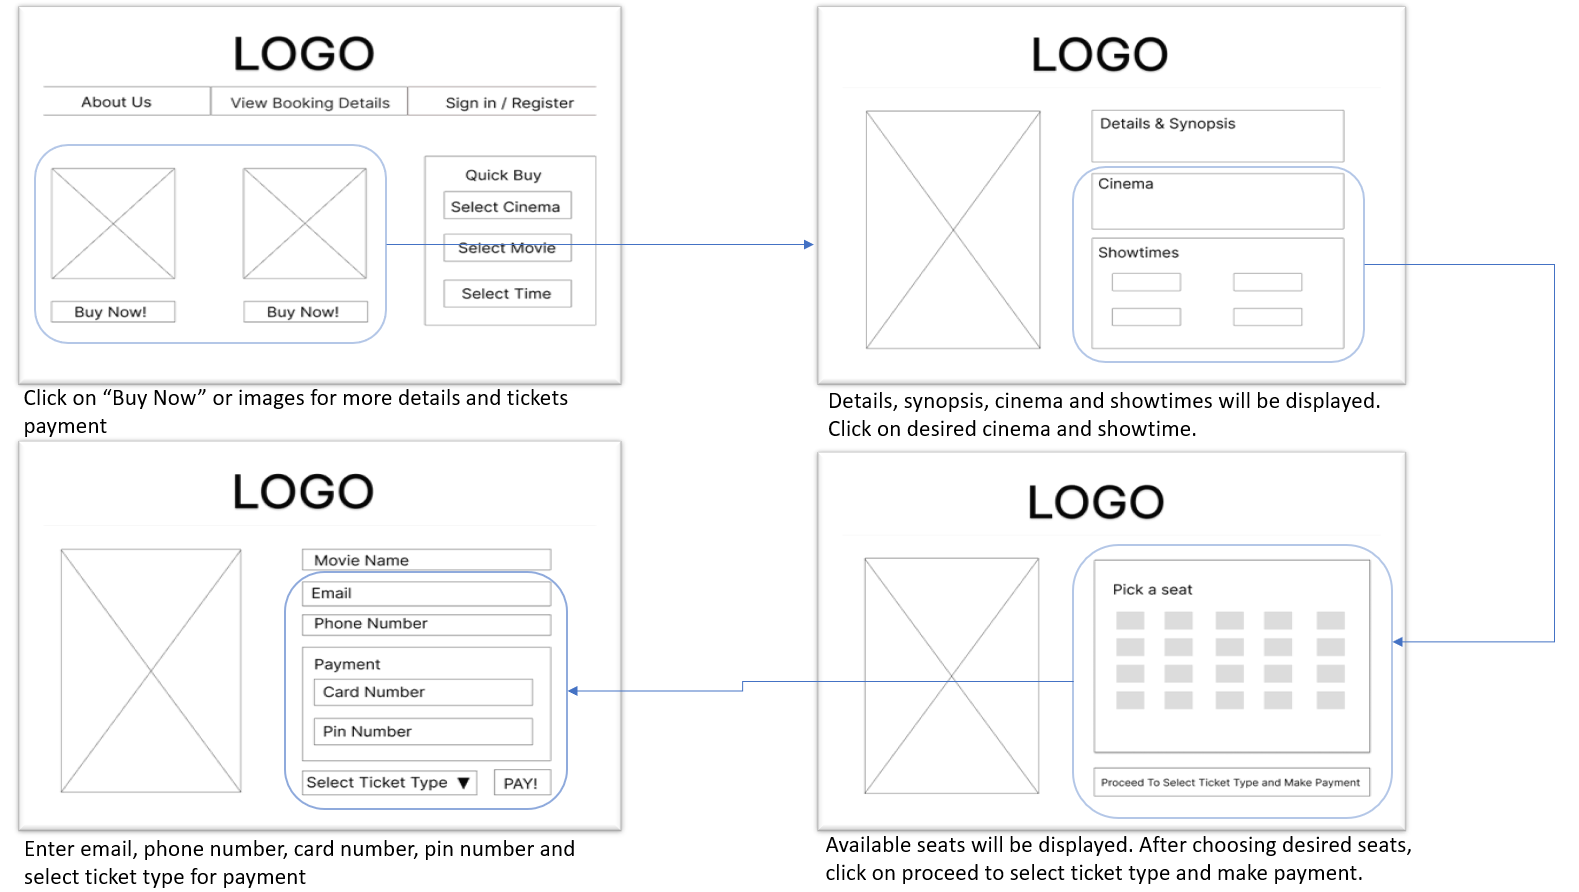 LOGO
About Us
View Booking Details
Sign in / Register
Buy Now!
Buy Now!
Quick Buy
Select Cinema
Select Movie
Select Time
Click on “Buy Now” or images for more details and tickets
payment
LOGO
Details & Synopsis
Cinema
Showtimes
Details, synopsis, cinema and showtimes will be displayed.
Click on desired cinema and showtime.
LOGO
Movie Name
Email
Phone Number
Payment
Card Number
Pin Number
Select Ticket Type ▼
PAY!
Enter email, phone number, card number, pin number and
select ticket type for payment
LOGO
Pick a seat
Proceed To Select Ticket Type and Make Payment
Available seats will be displayed. After choosing desired seats,
click on proceed to select ticket type and make payment.